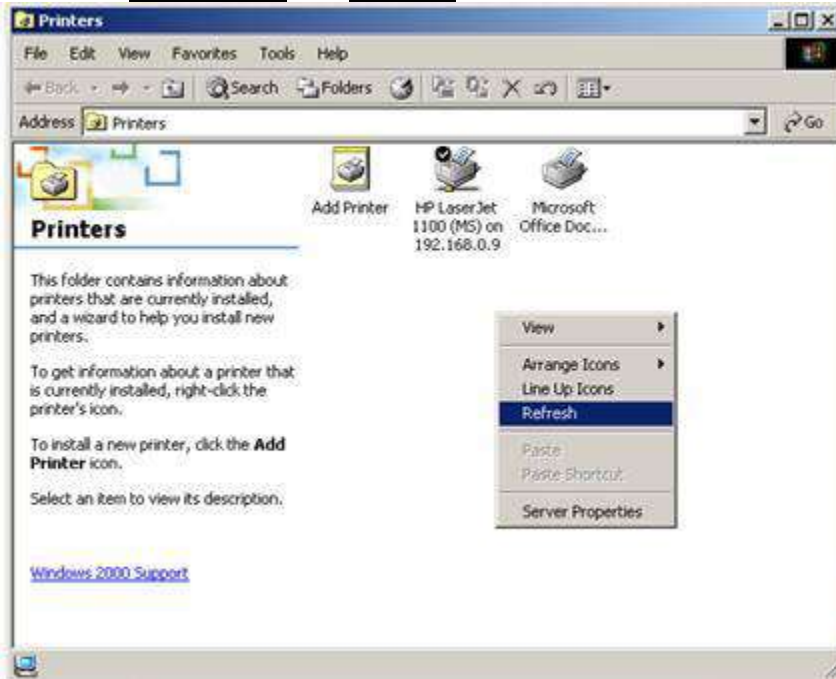 Printers
File Edit View Favorites Tools Help
Back Search Folders
Address Printers Go
Add Printer
HP LaserJet
1100 (MS) on
192.168.0.9
Microsoft
Office Doc...
Printers
This folder contains information about
printers that are currently installed,
and a wizard to help you install new
printers.
To get information about a printer that
is currently installed, right-click the
printer's icon.
To install a new printer, click the Add
Printer icon.
Select an item to view its description.
Windows 2000 Support
View
Arrange Icons
Line Up Icons
Refresh
Paste
Paste Shortcut
Server Properties